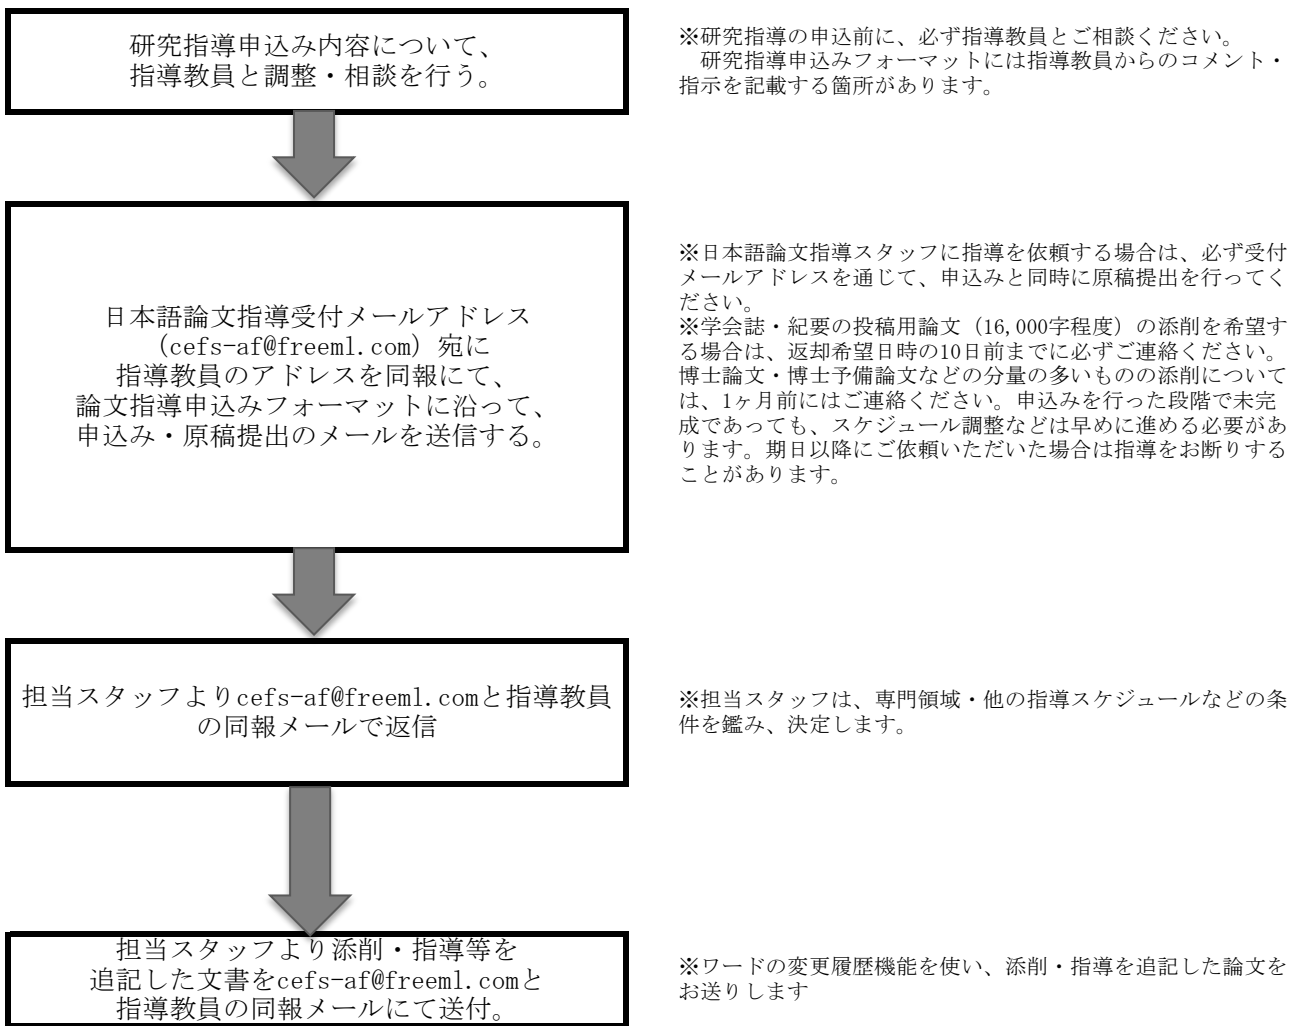 研究指導申込み内容について、
指導教員と調整・相談を行う。
※研究指導の申込前に、必ず指導教員とご相談ください。
　研究指導申込みフォーマットには指導教員からのコメント・
指示を記載する箇所があります。
日本語論文指導受付メールアドレス
（cefs-af@freeml.com）宛に
指導教員のアドレスを同報にて、
論文指導申込みフォーマットに沿って、
申込み・原稿提出のメールを送信する。
※日本語論文指導スタッフに指導を依頼する場合は、必ず受付
メールアドレスを通じて、申込みと同時に原稿提出を行ってく
ださい。
※学会誌・紀要の投稿用論文（16,000字程度）の添削を希望す
る場合は、返却希望日時の10日前までに必ずご連絡ください。
博士論文・博士予備論文などの分量の多いものの添削について
は、1ヶ月前にはご連絡ください。申込みを行った段階で未完
成であっても、スケジュール調整などは早めに進める必要があ
ります。期日以降にご依頼いただいた場合は指導をお断りする
ことがあります。
担当スタッフよりcefs-af@freeml.comと指導教員
の同報メールで返信
※担当スタッフは、専門領域・他の指導スケジュールなどの条
件を鑑み、決定します。
担当スタッフより添削・指導等を
追記した文書をcefs-af@freeml.comと
指導教員の同報メールにて送付。
※ワードの変更履歴機能を使い、添削・指導を追記した論文を
お送りします